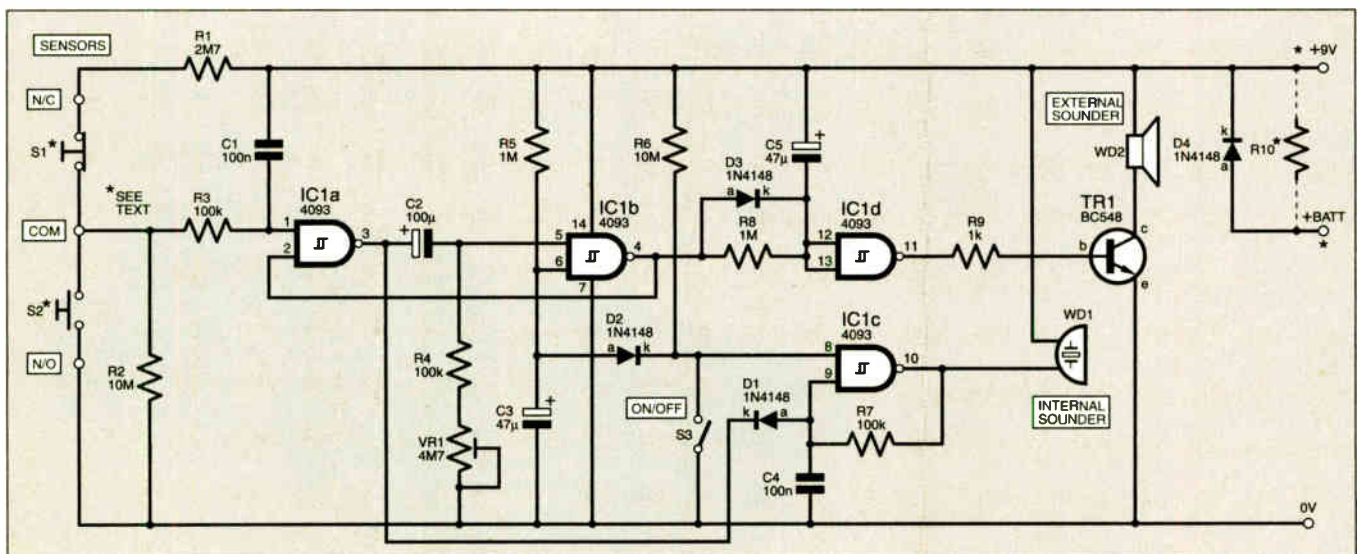 SENSORS
R1
2M7
N/C
S1*
*SEE
TEXT
COM
S2*
N/O
R2
10M
R3
100k
C1
100n
IC1a
4093
1
2
3
C2
100µ
+
R4
100k
VR1
4M7
R5
1M
C3
47µ
+
IC1b
4093
14
5
6
7
4
D2
1N4148
a
k
R6
10M
ON/OFF
S3
D3
1N4148
a
k
R8
1M
C5
47µ
+
IC1d
4093
12
13
11
IC1c
4093
8
9
10
D1
1N4148
k
a
R7
100k
C4
100n
R9
1k
EXTERNAL
SOUNDER
WD2
TR1
BC548
b
c
e
WD1
INTERNAL
SOUNDER
D4
1N4148
k
a
R10*
* +9V
+BATT
*
0V